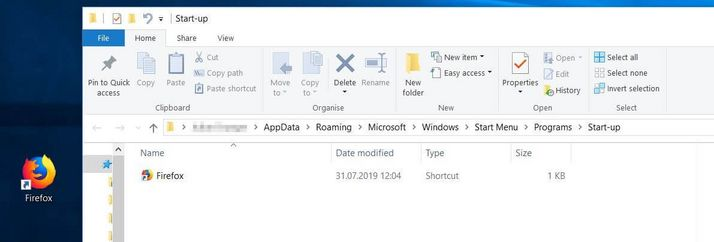 Start-up
File Home Share View
Pin to Quick access
Copy
Paste
Cut
Copy path
Paste shortcut
Clipboard
Move to
Copy to
Delete
Rename
Organise
New folder
New item
Easy access
New
Properties
Open
Edit
History
Open
Select all
Select none
Invert selection
Select
AppData Roaming Microsoft Windows Start Menu Programs Start-up
Name Date modified Type Size
Firefox 31.07.2019 12:04 Shortcut 1 KB
Firefox